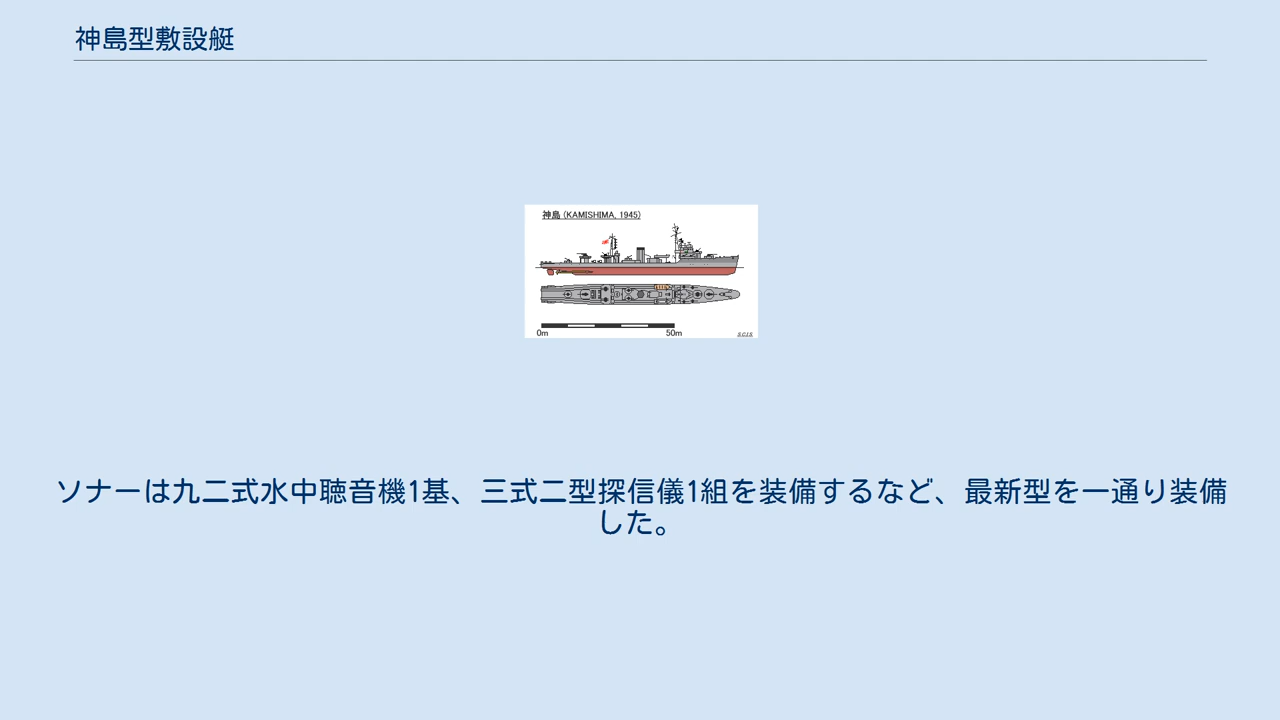 神島型敷設艇
神島 (KAMISHIMA, 1945)
0m 50m
ソナーは九二式水中聴音機1基、三式二型探信儀1組を装備するなど、最新型を一通り装備
した。